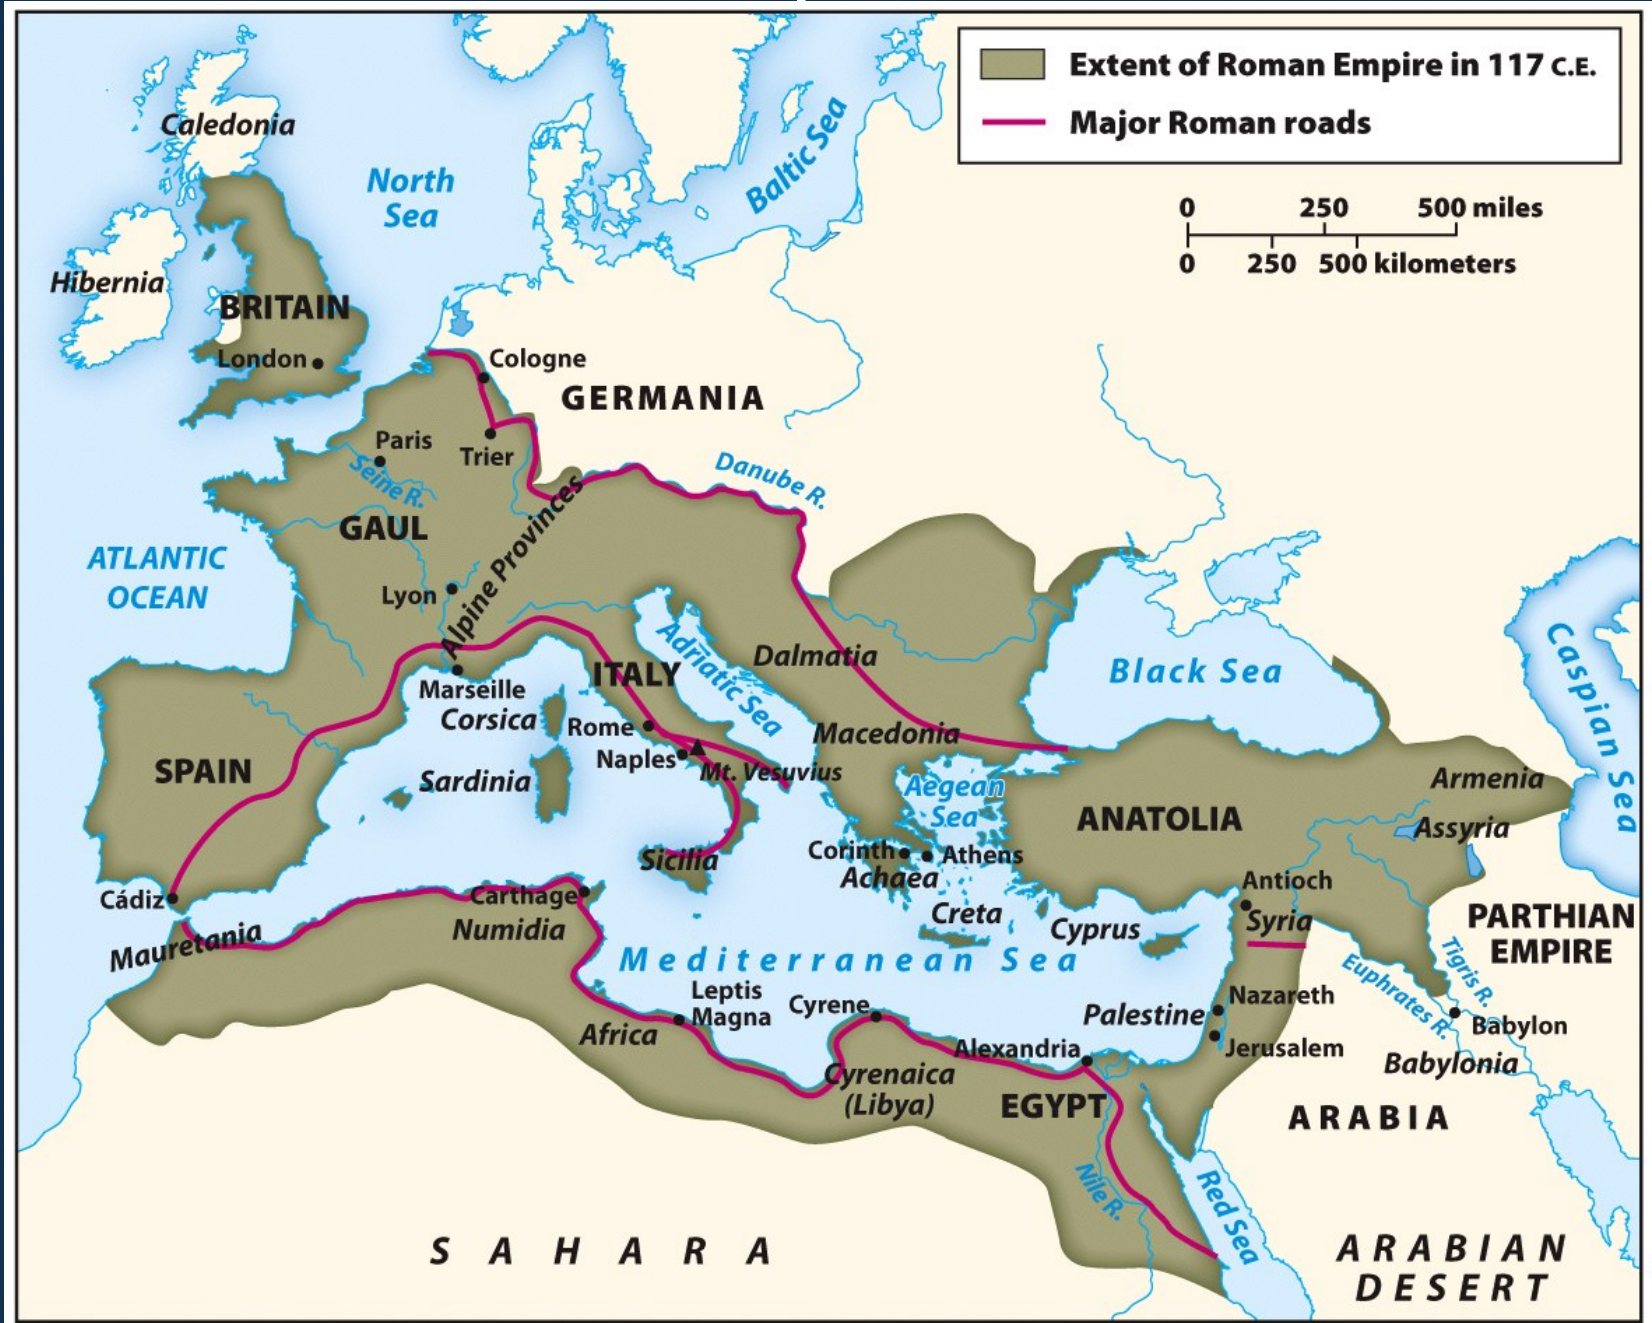 Extent of Roman Empire in 117 C.E.
Major Roman roads
0 250 500 miles
0 250 500 kilometers
Caledonia
North
Sea
Baltic Sea
Hibernia
BRITAIN
London
Cologne
GERMANIA
Paris
Trier
Seine R.
Danube R.
GAUL
ATLANTIC
OCEAN
Lyon
Alpine Provinces
Adriatic Sea
Dalmatia
Black Sea
Caspian Sea
ITALY
Marseille
Corsica
Rome
Macedonia
Naples
Mt. Vesuvius
SPAIN
Sardinia
Aegean
Sea
ANATOLIA
Armenia
Assyria
Sicilia
Corinth
Athens
Achaea
Antioch
Cádiz
Carthage
Creta
Syria
Numidia
Cyprus
PARTHIAN
EMPIRE
Mauretania
Mediterranean Sea
Tigris R.
Euphrates R.
Leptis
Magna
Cyrene
Nazareth
Palestine
Babylon
Africa
Alexandria
Jerusalem
Babylonia
Cyrenaica
(Libya)
EGYPT
ARABIA
Nile R.
Red Sea
SAHARA
ARABIAN
DESERT